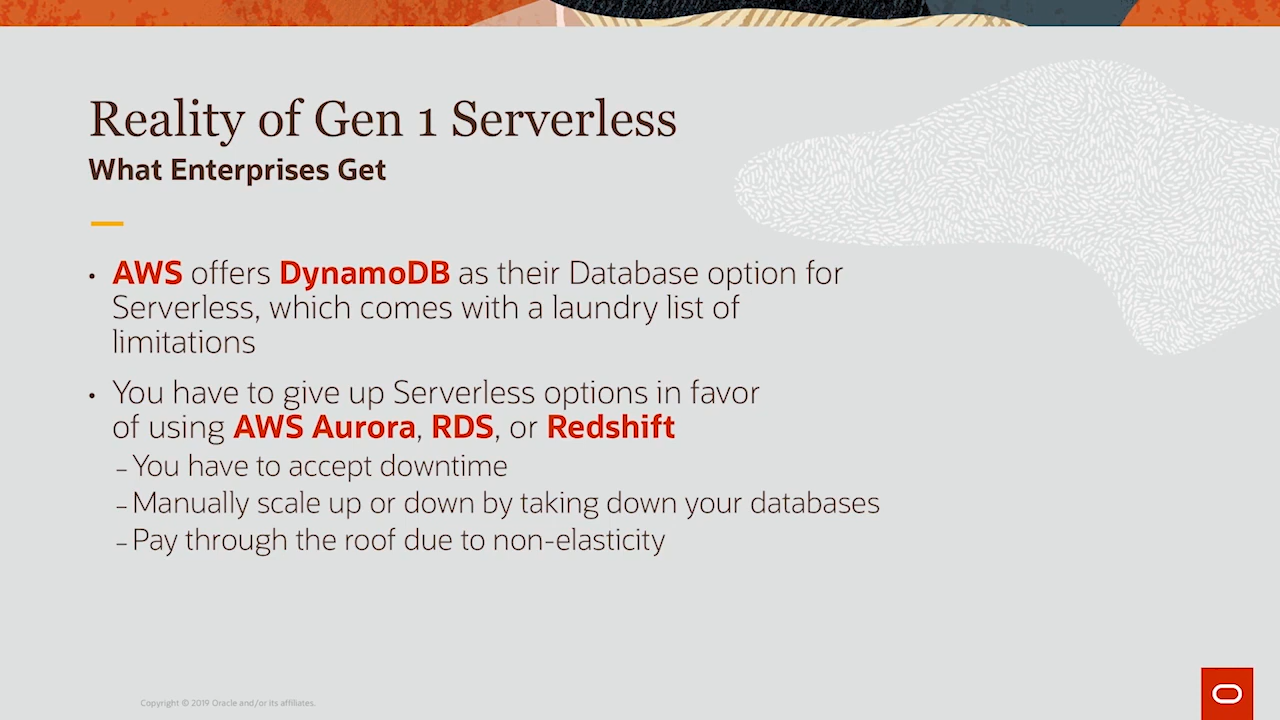 Reality of Gen 1 Serverless
What Enterprises Get
• AWS offers DynamoDB as their Database option for
Serverless, which comes with a laundry list of
limitations
• You have to give up Serverless options in favor
of using AWS Aurora, RDS, or Redshift
– You have to accept downtime
– Manually scale up or down by taking down your databases
– Pay through the roof due to non-elasticity
Copyright © 2019 Oracle and/or its affiliates.